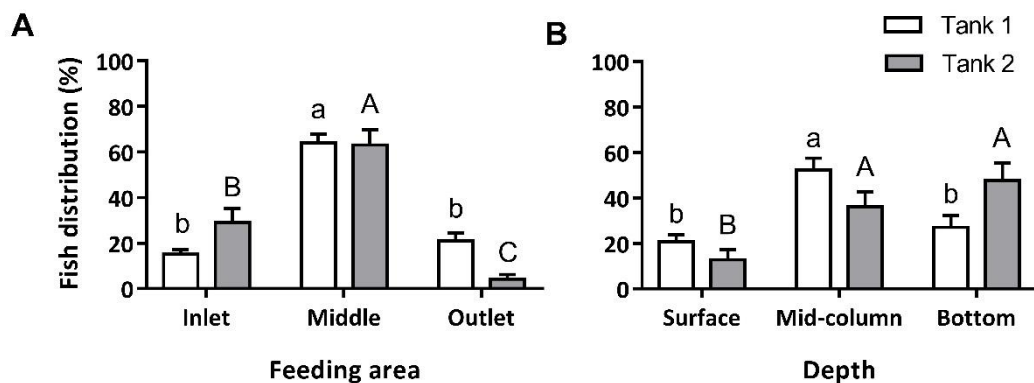 A
Fish distribution (%)
100
80
60
40
20
0
b
B
a
A
b
C
Inlet Middle Outlet
Feeding area
B
Tank 1
Tank 2
100
80
60
40
20
0
b
B
a
A
b
A
Surface Mid-column Bottom
Depth